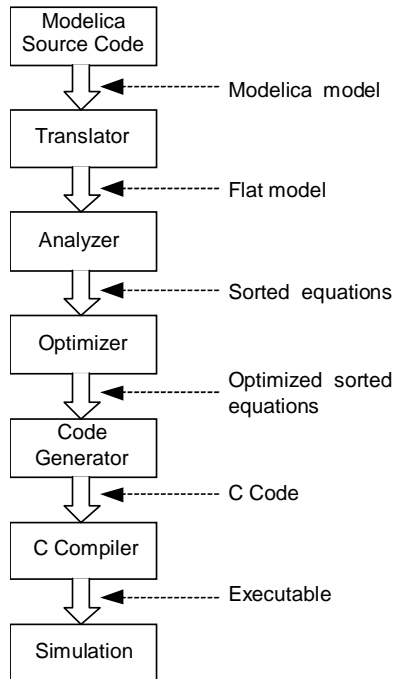 Modelica
Source Code
Modelica model
Translator
Flat model
Analyzer
Sorted equations
Optimizer
Optimized sorted
equations
Code
Generator
C Code
C Compiler
Executable
Simulation